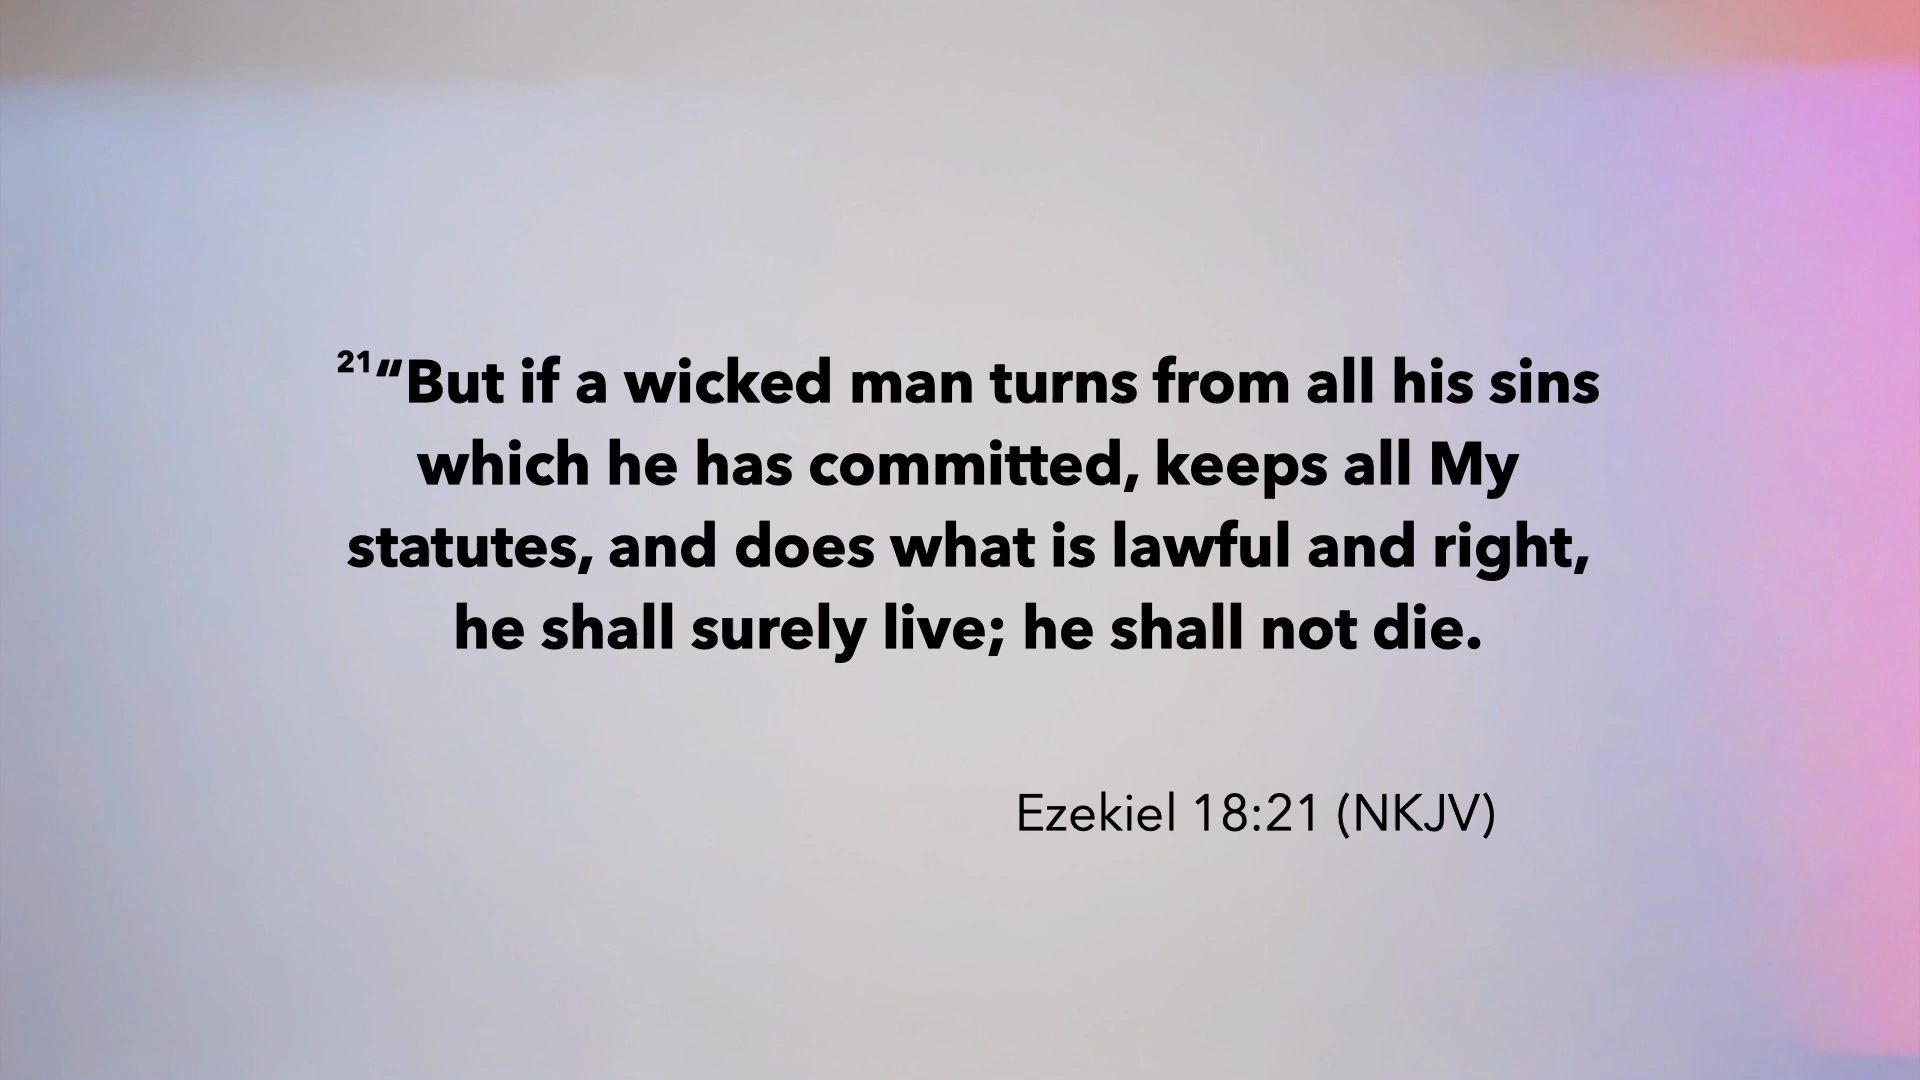 ²¹“But if a wicked man turns from all his sins
which he has committed, keeps all My
statutes, and does what is lawful and right,
he shall surely live; he shall not die.
Ezekiel 18:21 (NKJV)